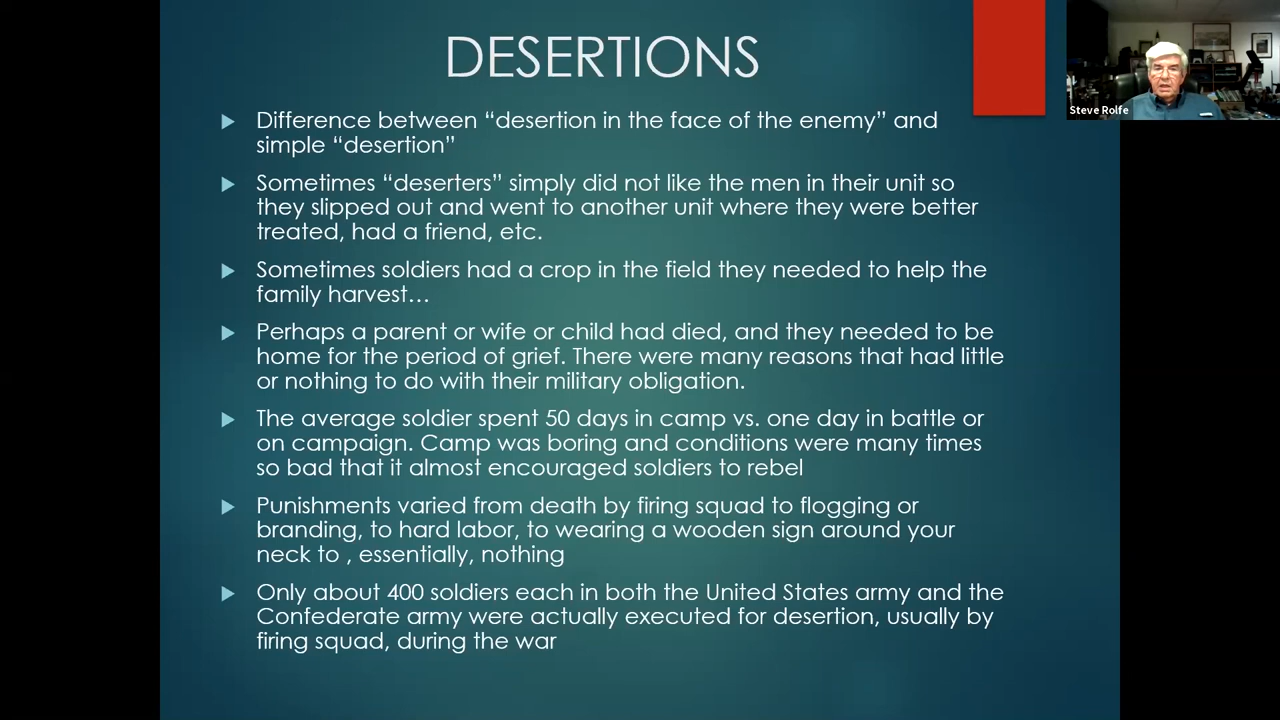 DESERTIONS
Steve Rolfe
Difference between “desertion in the face of the enemy” and
simple “desertion”
Sometimes “deserters” simply did not like the men in their unit so
they slipped out and went to another unit where they were better
treated, had a friend, etc.
Sometimes soldiers had a crop in the field they needed to help the
family harvest…
Perhaps a parent or wife or child had died, and they needed to be
home for the period of grief. There were many reasons that had little
or nothing to do with their military obligation.
The average soldier spent 50 days in camp vs. one day in battle or
on campaign. Camp was boring and conditions were many times
so bad that it almost encouraged soldiers to rebel
Punishments varied from death by firing squad to flogging or
branding, to hard labor, to wearing a wooden sign around your
neck to , essentially, nothing
Only about 400 soldiers each in both the United States army and the
Confederate army were actually executed for desertion, usually by
firing squad, during the war